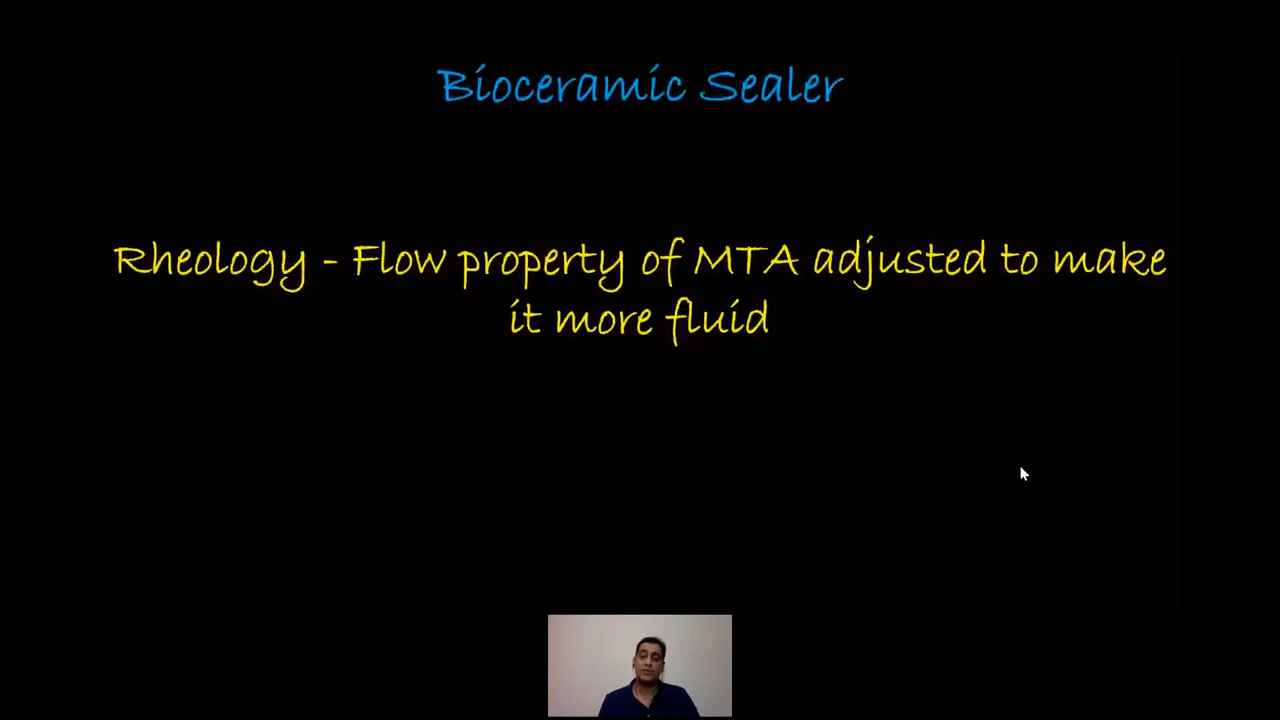 Bioceramic Sealer
Rheology - Flow property of MTA adjusted to make
it more fluid